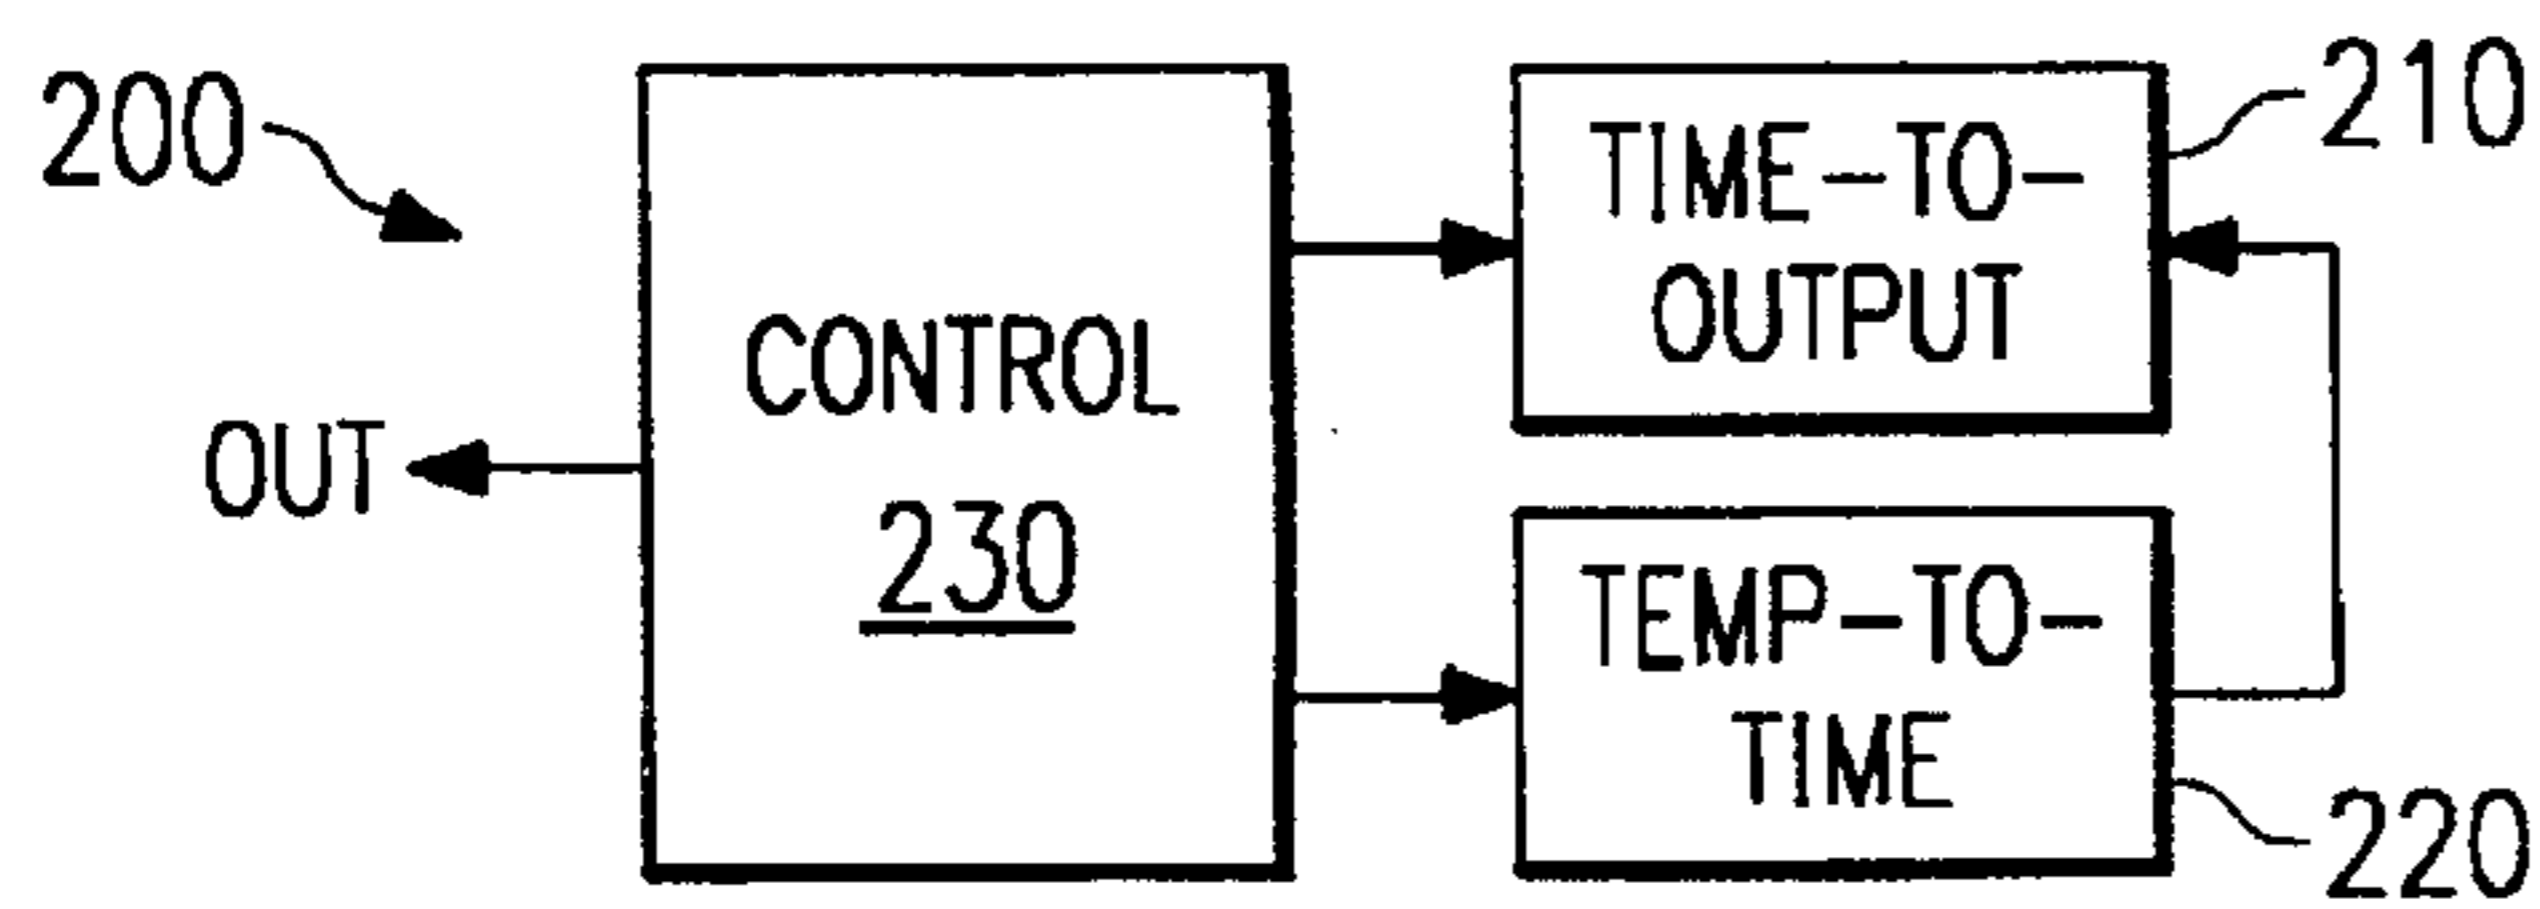 200
OUT
CONTROL
230
TIME-TO-
OUTPUT
210
TEMP-TO-
TIME
220